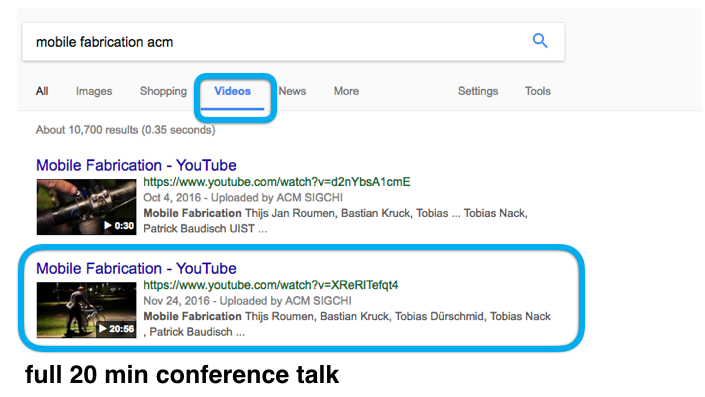 mobile fabrication acm
All Images Shopping Videos News More Settings Tools
About 10,700 results (0.35 seconds)
Mobile Fabrication - YouTube
https://www.youtube.com/watch?v=d2nYbsA1cmE
Oct 4, 2016 - Uploaded by ACM SIGCHI
Mobile Fabrication Thijs Jan Roumen, Bastian Kruck, Tobias ... Tobias Nack,
0:30
Patrick Baudisch UIST ...
Mobile Fabrication - YouTube
https://www.youtube.com/watch?v=XReRlTefqt4
Nov 24, 2016 - Uploaded by ACM SIGCHI
Mobile Fabrication Thijs Roumen, Bastian Kruck, Tobias Dürschmid, Tobias Nack
20:56
, Patrick Baudisch ...
full 20 min conference talk